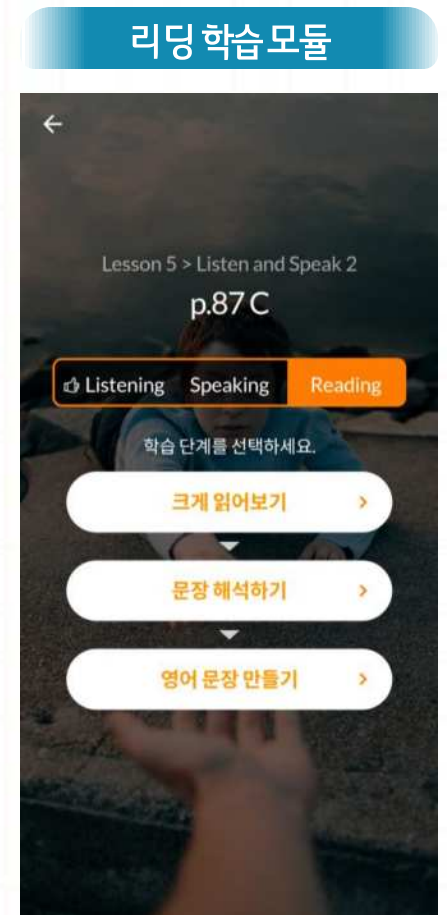 리딩 학습 모듈
Lesson 5 > Listen and Speak 2
p.87 C
Listening Speaking Reading
학습 단계를 선택하세요.
크게 읽어보기
문장 해석하기
영어 문장 만들기